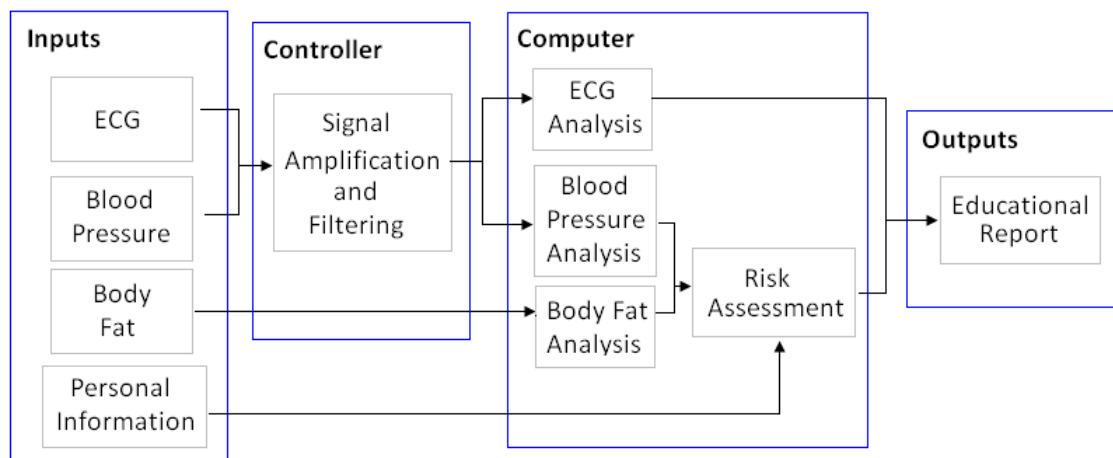 Inputs
ECG
Blood
Pressure
Body
Fat
Personal
Information
Controller
Signal
Amplification
and
Filtering
Computer
ECG
Analysis
Blood
Pressure
Analysis
Body Fat
Analysis
Risk
Assessment
Outputs
Educational
Report